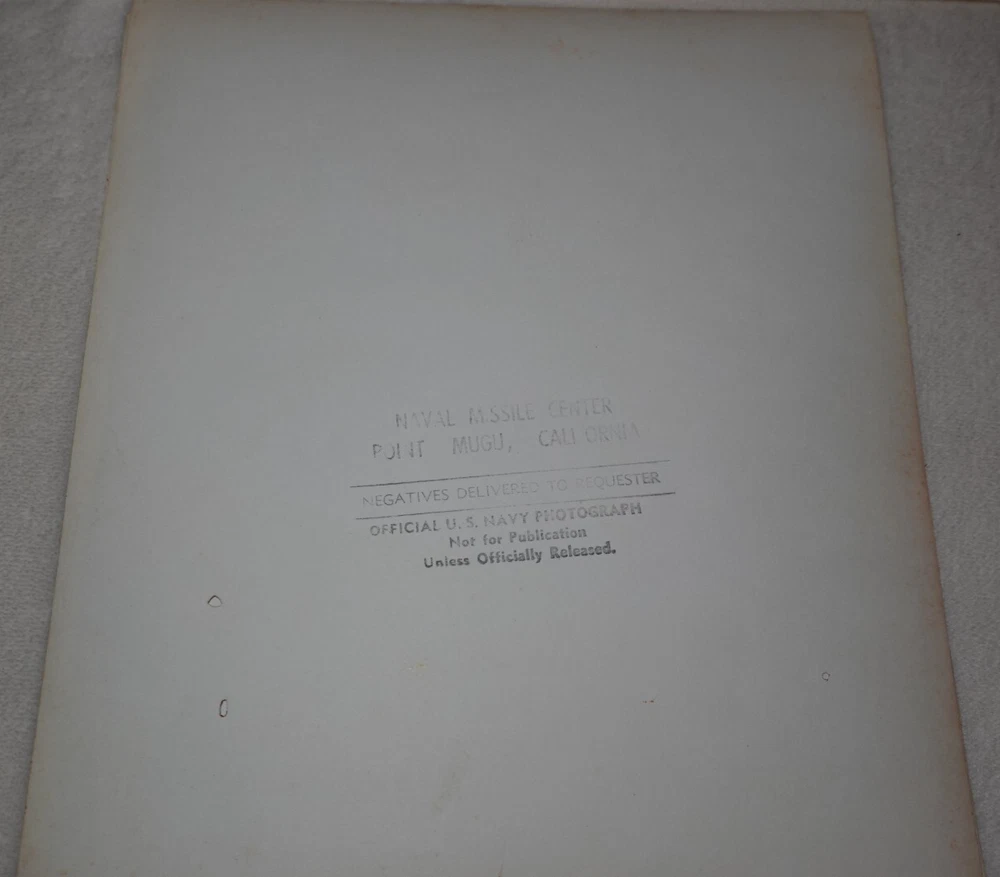 NAVAL MISSILE CENTER
POINT MUGU, CALIFORNIA
NEGATIVES DELIVERED TO REQUESTER
OFFICIAL U. S. NAVY PHOTOGRAPH
Not for Publication
Unless Officially Released.